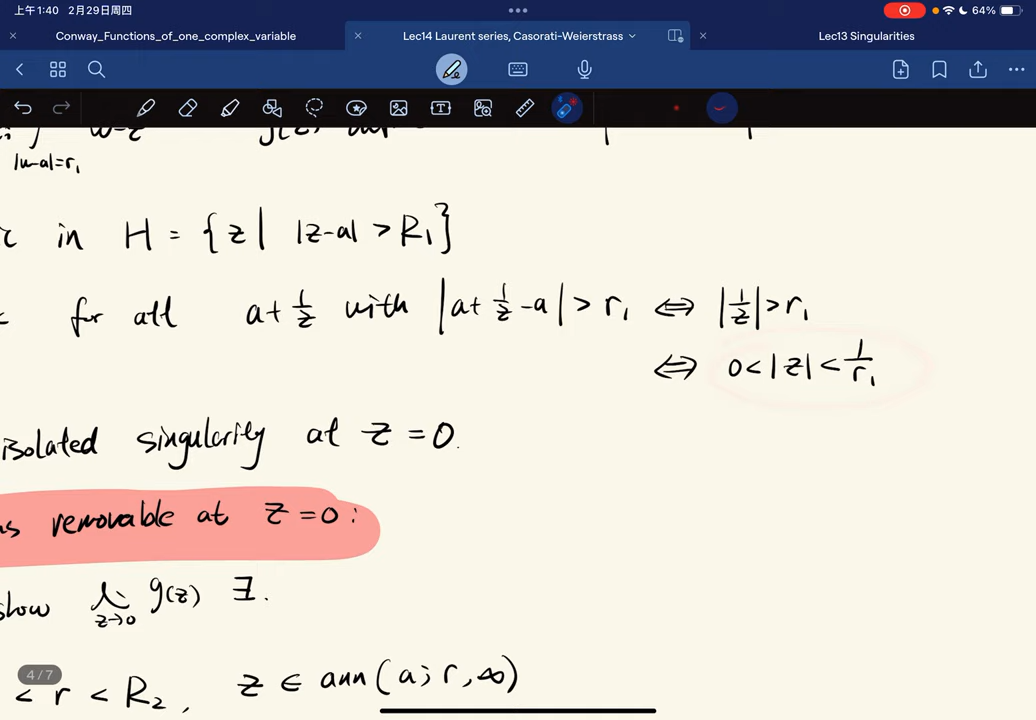 上午1:40 2月29日周四
64%
Conway_Functions_of_one_complex_variable
Lec14 Laurent series, Casorati-Weierstrass
Lec13 Singularities
|w-a|=r₁
in H = {z| |z-a| > R₁}
for all a+1/z with |a+1/z-a| > r₁ ⇔ |1/z| > r₁
⇔ 0<|z|<1/r₁
isolated singularity at z=0.
removable at z=0:
show lim z→0 g(z) ∃.
4/7
< r < R₂, z ∈ ann(a; r, ∞)